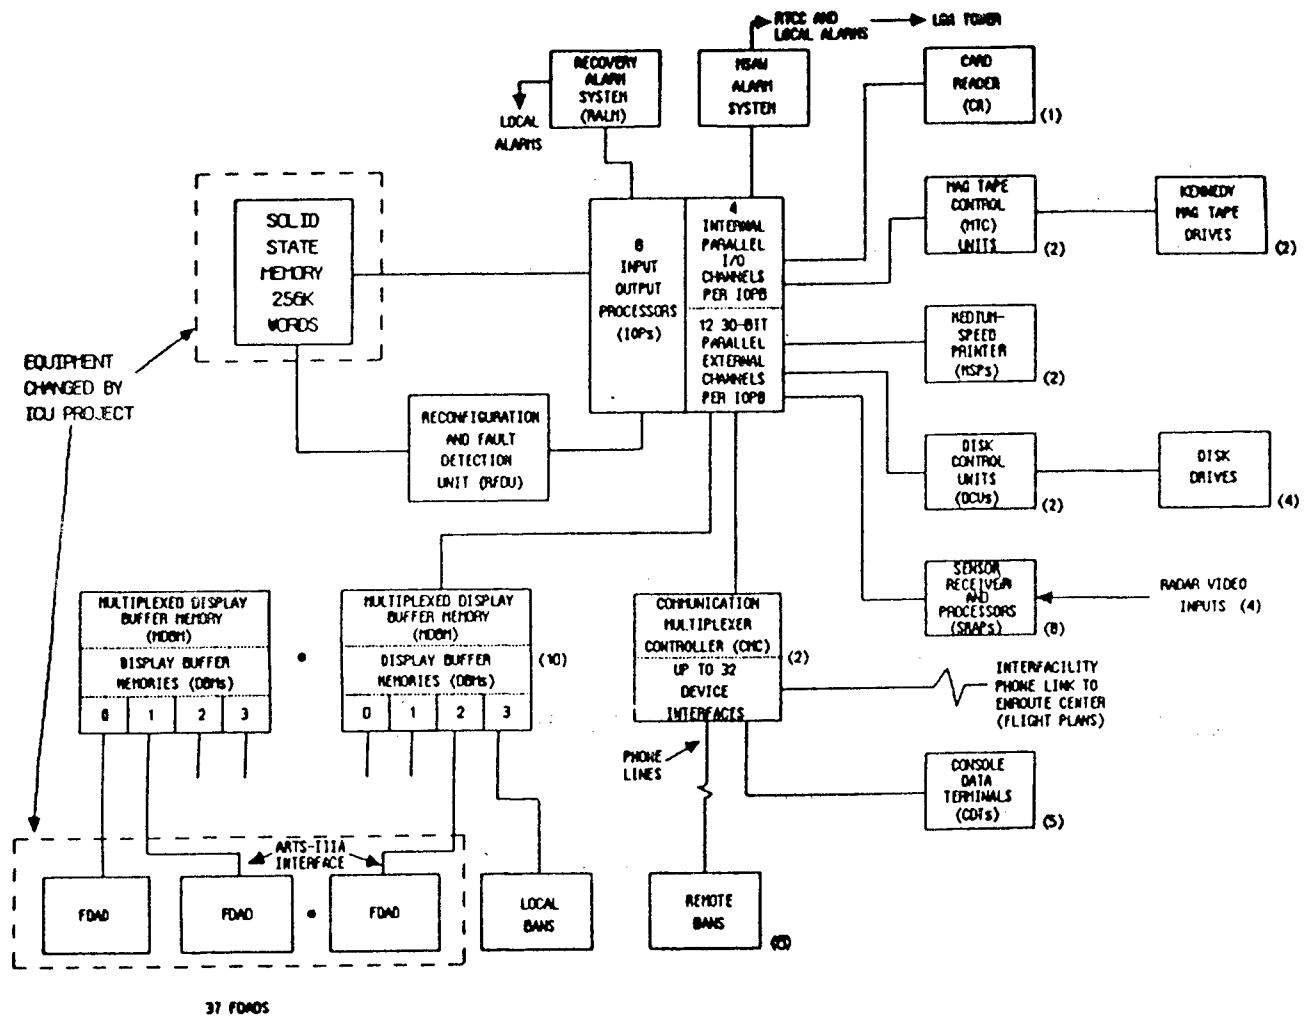 RTCC AND
LOCAL ALARMS
LGA TOWER
RECOVERY
ALARM
SYSTEM
(RALM)
LOCAL
ALARMS
MSAW
ALARM
SYSTEM
CARD
READER
(CR)
(1)
MAG TAPE
CONTROL
(MTC)
UNITS
(2)
KENNEDY
MAG TAPE
DRIVES
(2)
SOLID
STATE
MEMORY
256K
WORDS
8
INPUT
OUTPUT
PROCESSORS
(IOPs)
4
INTERNAL
PARALLEL
I/O
CHANNELS
PER IOPB
12 30-BIT
PARALLEL
EXTERNAL
CHANNELS
PER IOPB
MEDIUM-
SPEED
PRINTER
(MSPs)
(2)
EQUIPMENT
CHANGED BY
ICU PROJECT
RECONFIGURATION
AND FAULT
DETECTION
UNIT (RFDU)
DISK
CONTROL
UNITS
(DCUs)
(2)
DISK
DRIVES
(4)
SENSOR
RECEIVER
AND
PROCESSORS
(SRAPs)
(8)
RADAR VIDEO
INPUTS (4)
MULTIPLEXED DISPLAY
BUFFER MEMORY
(MDBM)
DISPLAY BUFFER
MEMORIES (DBMs)
0 1 2 3
MULTIPLEXED DISPLAY
BUFFER MEMORY
(MDBM)
DISPLAY BUFFER
MEMORIES (DBMs)
0 1 2 3
(10)
COMMUNICATION
MULTIPLEXER
CONTROLLER (CMC)
UP TO 32
DEVICE
INTERFACES
(2)
INTERFACILITY
PHONE LINK TO
ENROUTE CENTER
(FLIGHT PLANS)
PHONE
LINES
CONSOLE
DATA
TERMINALS
(CDTs)
(5)
ARTS-IIIA
INTERFACE
FDAD
FDAD
FDAD
LOCAL
BANS
REMOTE
BANS
(6)
37 FDADS